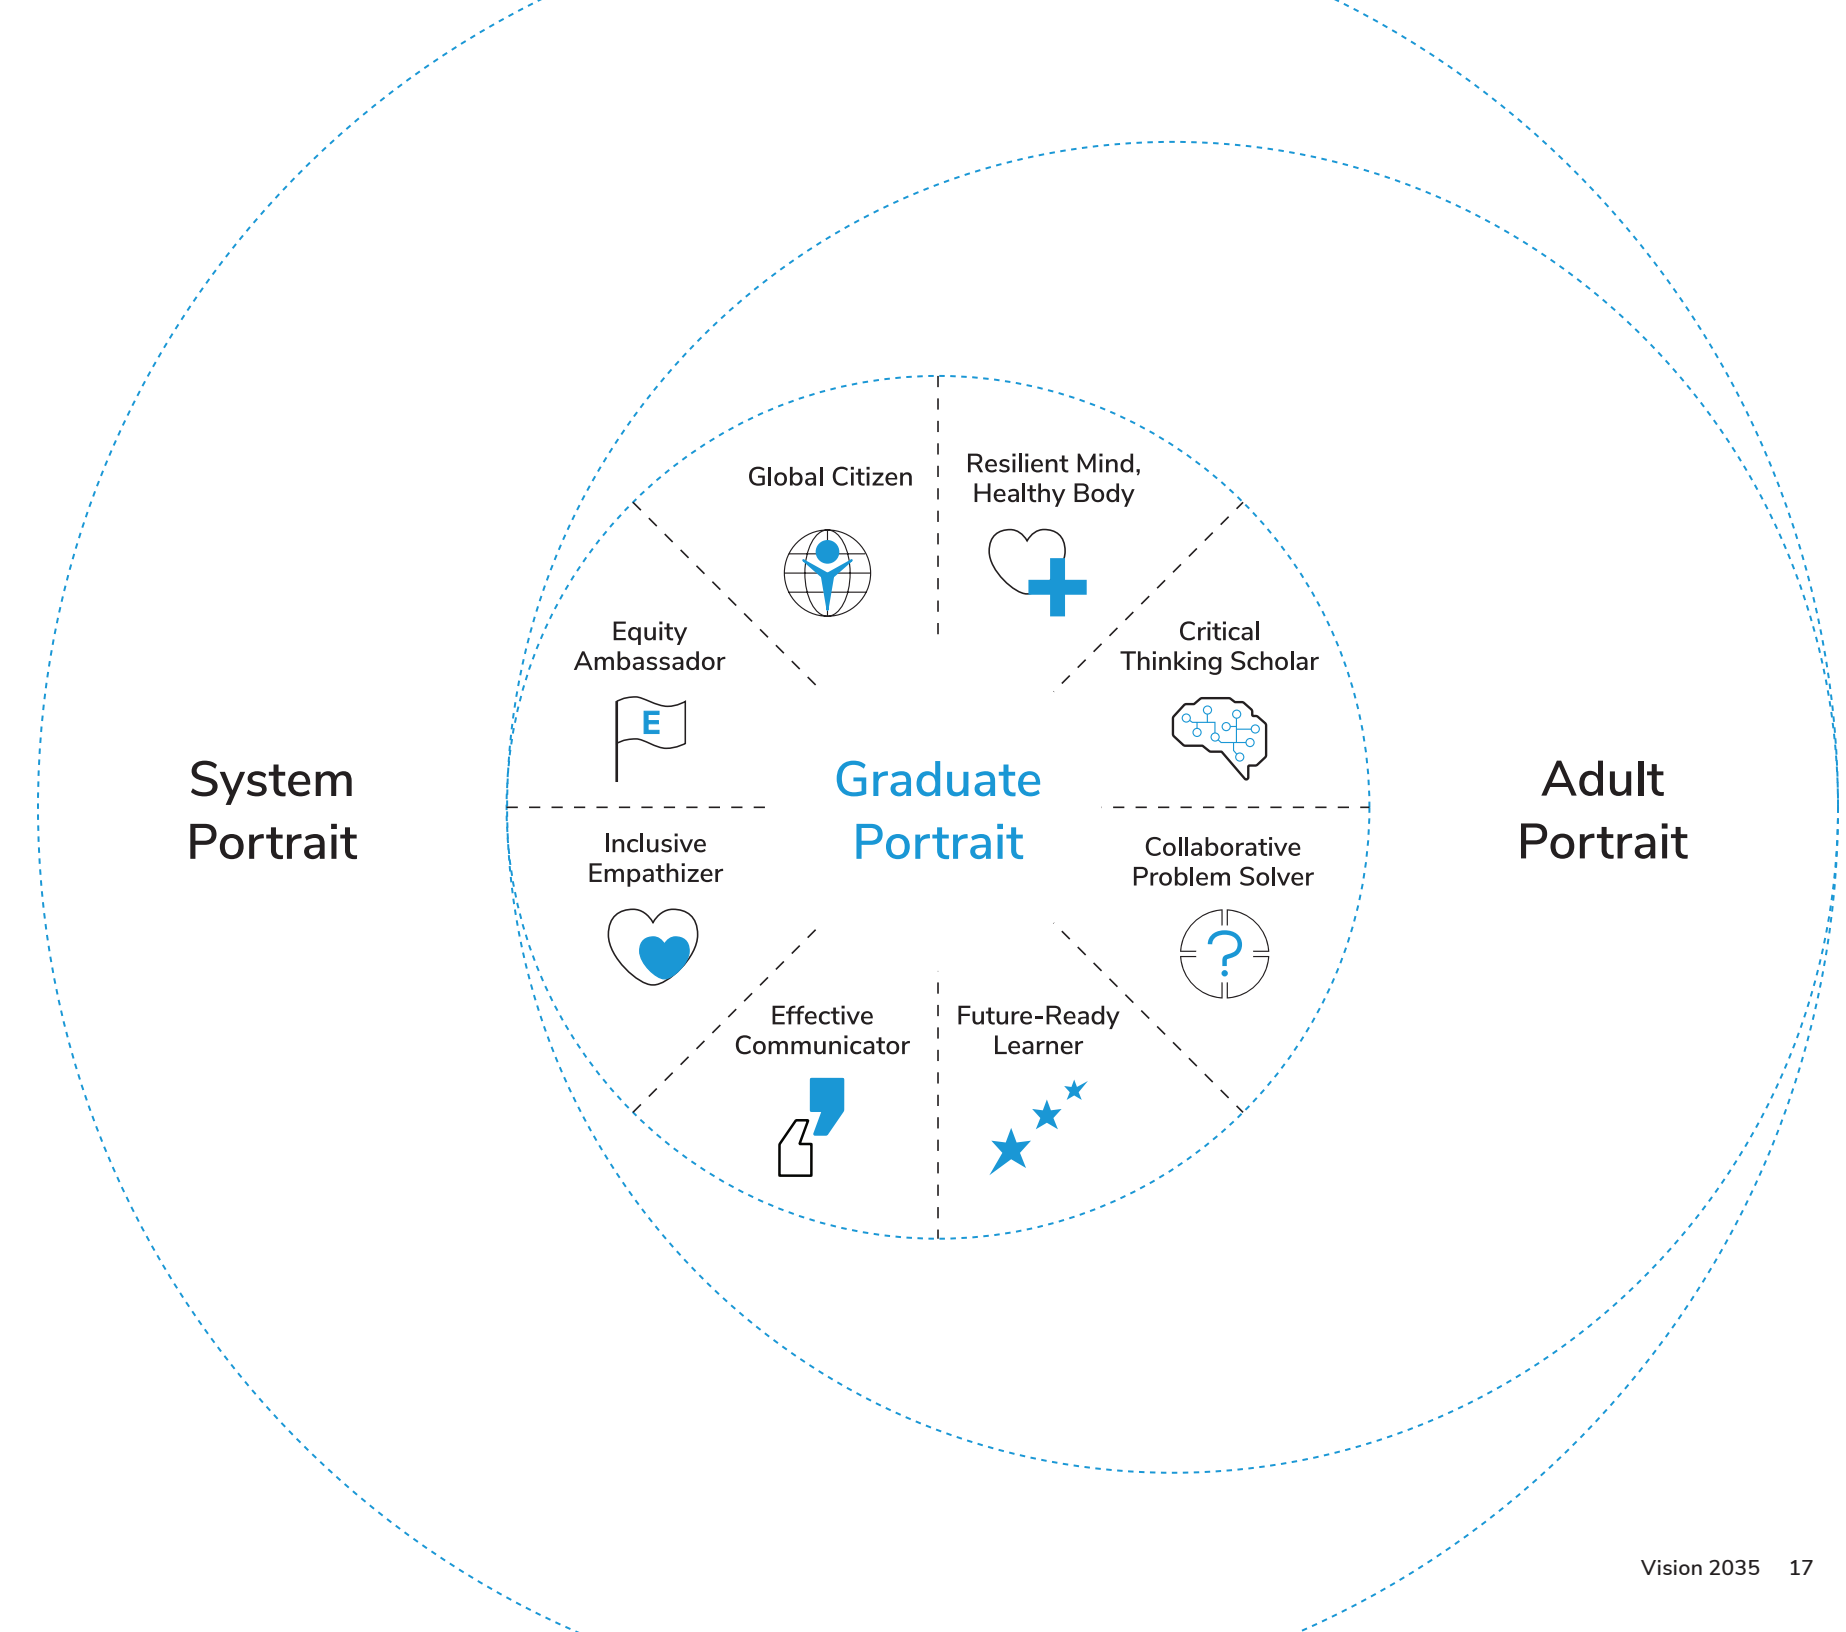 Global Citizen
Resilient Mind,
Healthy Body
Equity
Ambassador
E
Critical
Thinking Scholar
System
Portrait
Graduate
Portrait
Adult
Portrait
Inclusive
Empathizer
Collaborative
Problem Solver
?
Effective
Communicator
Future-Ready
Learner
Vision 2035 17